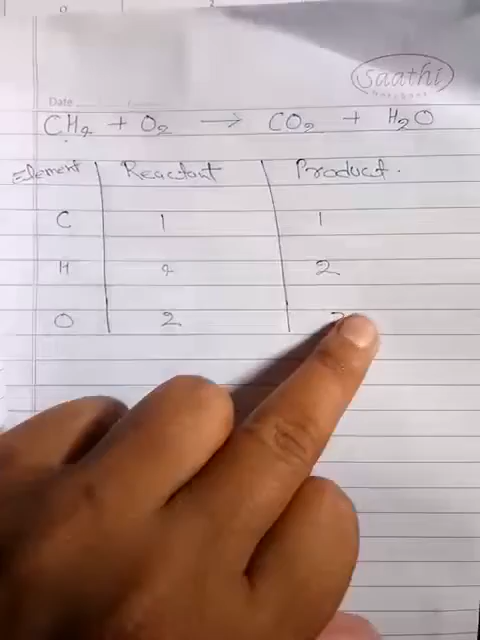 saathi
Date
CH4 + O2 → CO2 + H2O
Element Reactant Product.
C 1 1
H 4 2
O 2